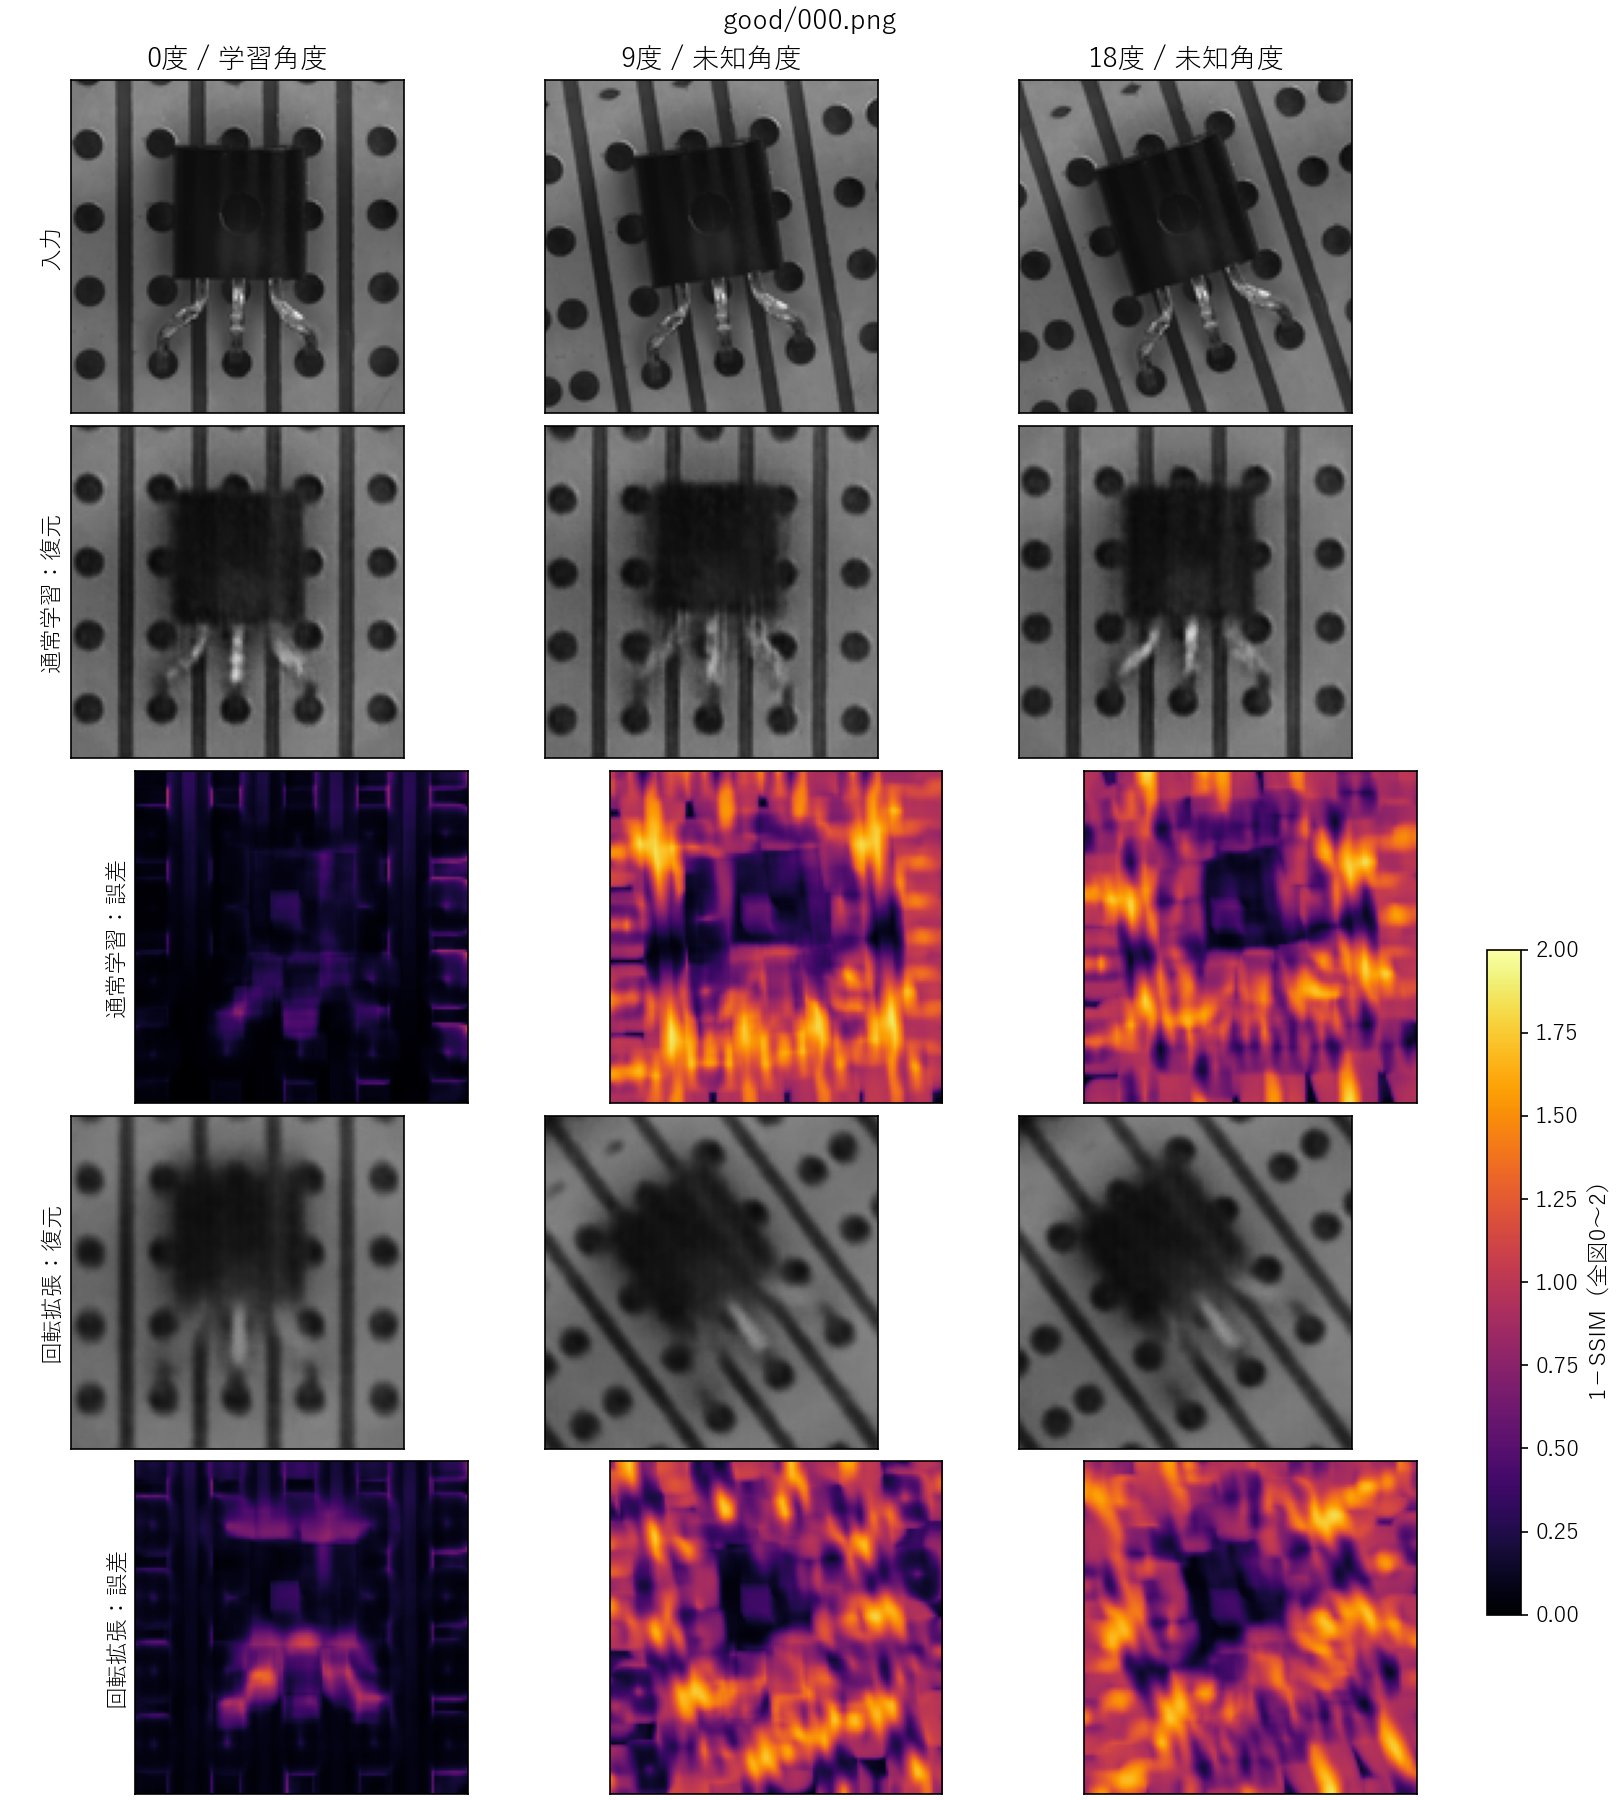 good/000.png
0度 / 学習角度
9度 / 未知角度
18度 / 未知角度
入力
通常学習：復元
通常学習：誤差
回転拡張：復元
回転拡張：誤差
2.00
1.75
1.50
1.25
1.00
0.75
0.50
0.25
0.00
1−SSIM（全図0〜2）